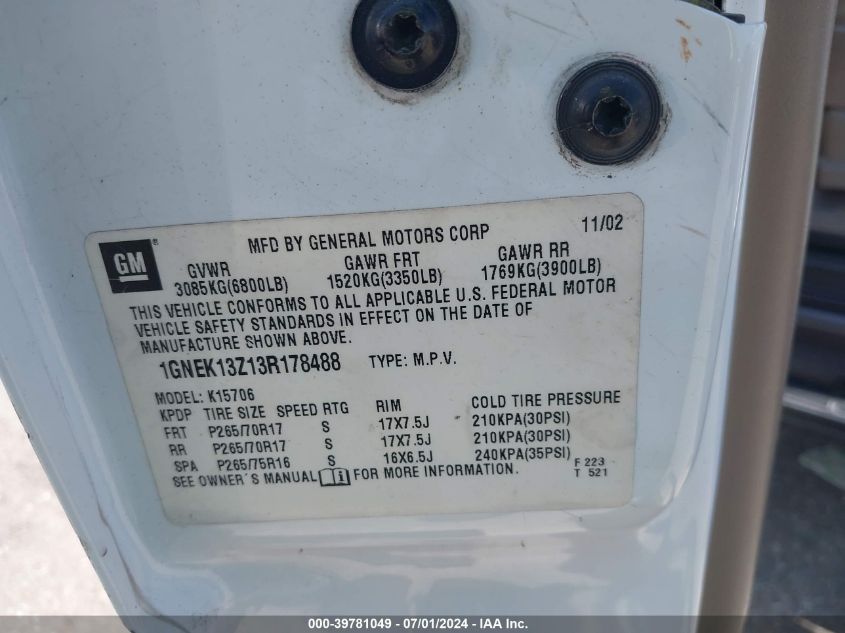 11/02
MFD BY GENERAL MOTORS CORP
GM®
GVWR GAWR FRT GAWR RR
3085KG(6800LB) 1520KG(3350LB) 1769KG(3900LB)
THIS VEHICLE CONFORMS TO ALL APPLICABLE U.S. FEDERAL MOTOR
VEHICLE SAFETY STANDARDS IN EFFECT ON THE DATE OF
MANUFACTURE SHOWN ABOVE.
1GNEK13Z13R178488 TYPE: M.P.V.
MODEL: K15706
KPDP TIRE SIZE SPEED RTG RIM COLD TIRE PRESSURE
FRT P265/70R17 S 17X7.5J 210KPA(30PSI)
RR P265/70R17 S 17X7.5J 210KPA(30PSI)
SPA P265/75R16 S 16X6.5J 240KPA(35PSI)
SEE OWNER'S MANUAL FOR MORE INFORMATION.
F 223
T 521
000-39781049 - 07/01/2024 - IAA Inc.